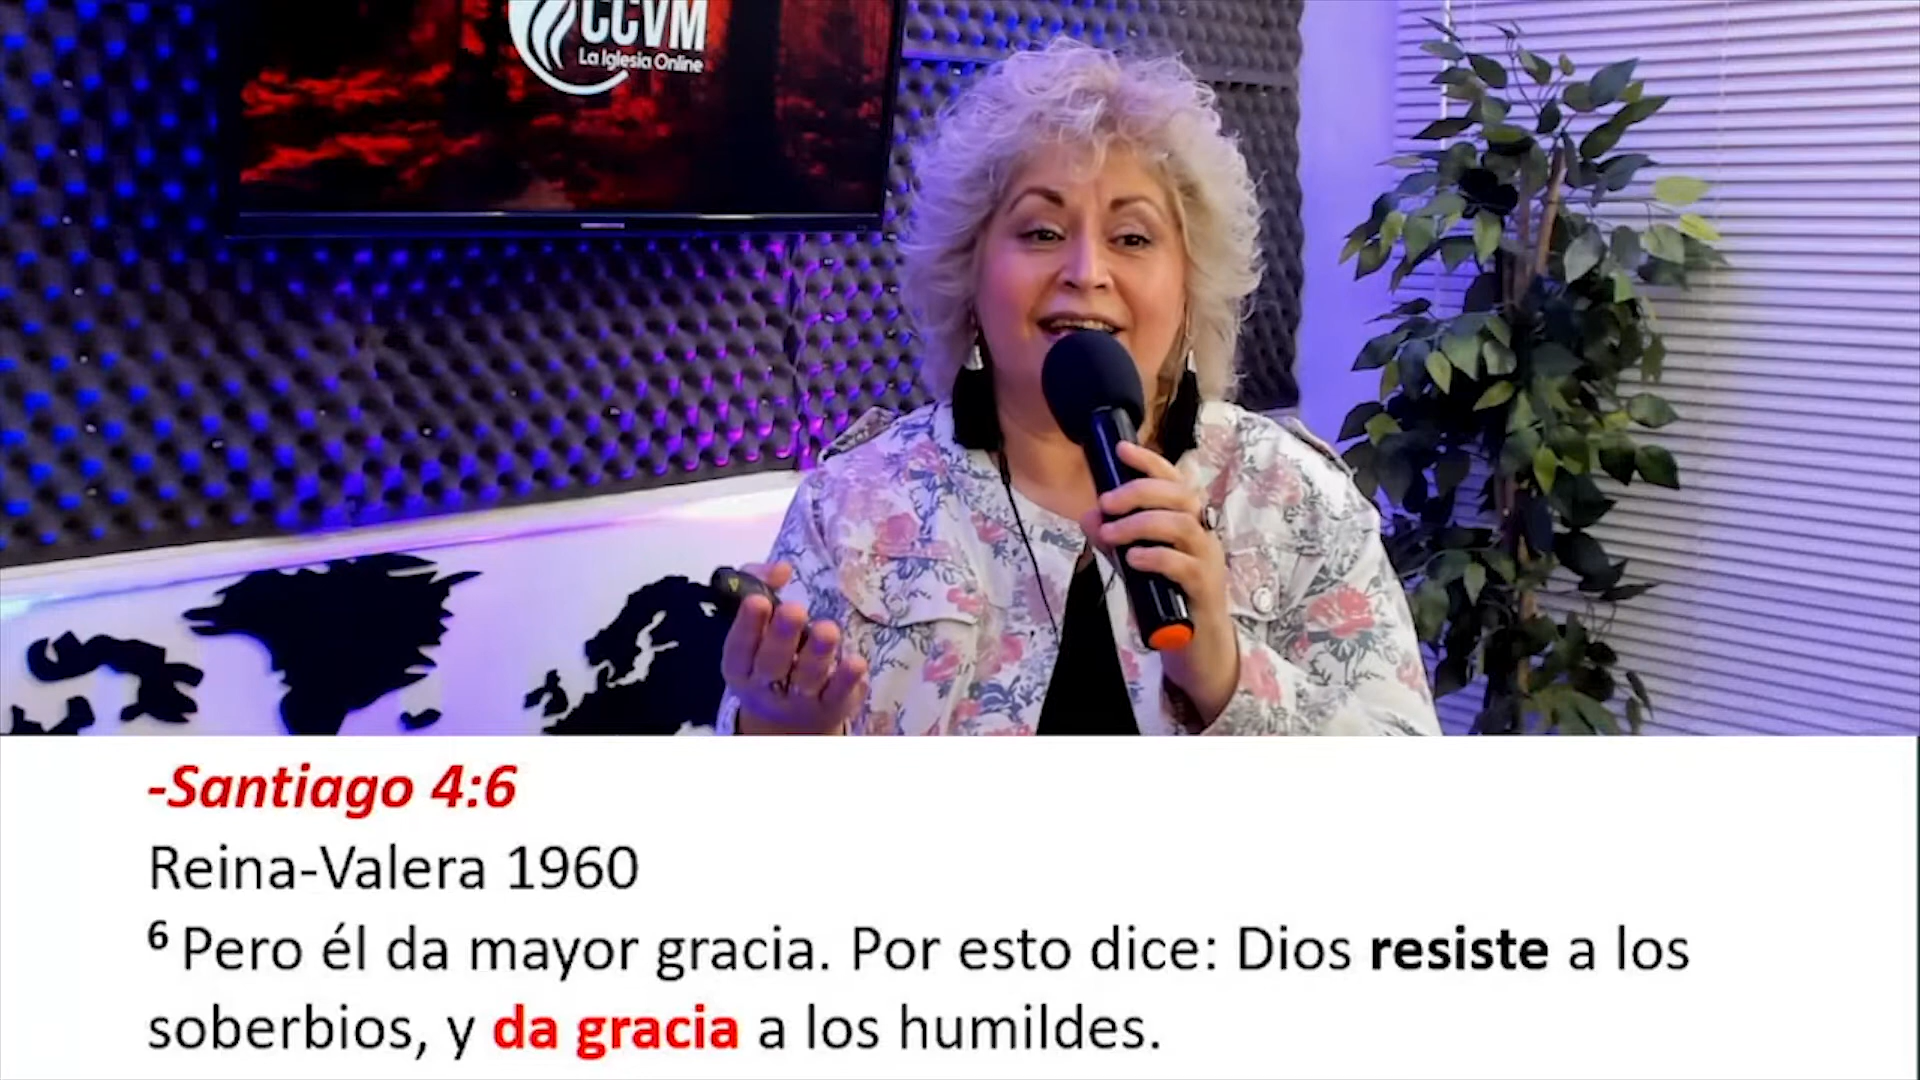 CCVM
La Iglesia Online
-Santiago 4:6
Reina-Valera 1960
6 Pero él da mayor gracia. Por esto dice: Dios resiste a los
soberbios, y da gracia a los humildes.